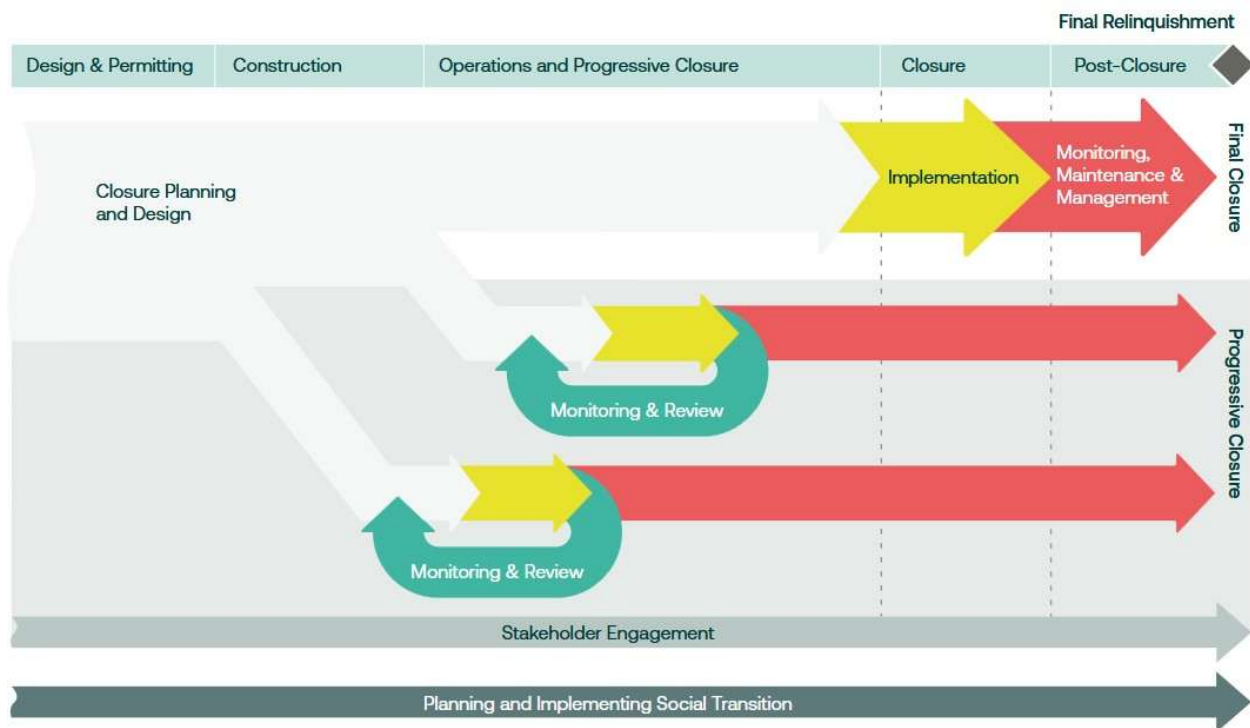 Final Relinquishment
Design & Permitting
Construction
Operations and Progressive Closure
Closure
Post-Closure
Closure Planning
and Design
Implementation
Monitoring,
Maintenance &
Management
Final Closure
Monitoring & Review
Monitoring & Review
Progressive Closure
Stakeholder Engagement
Planning and Implementing Social Transition